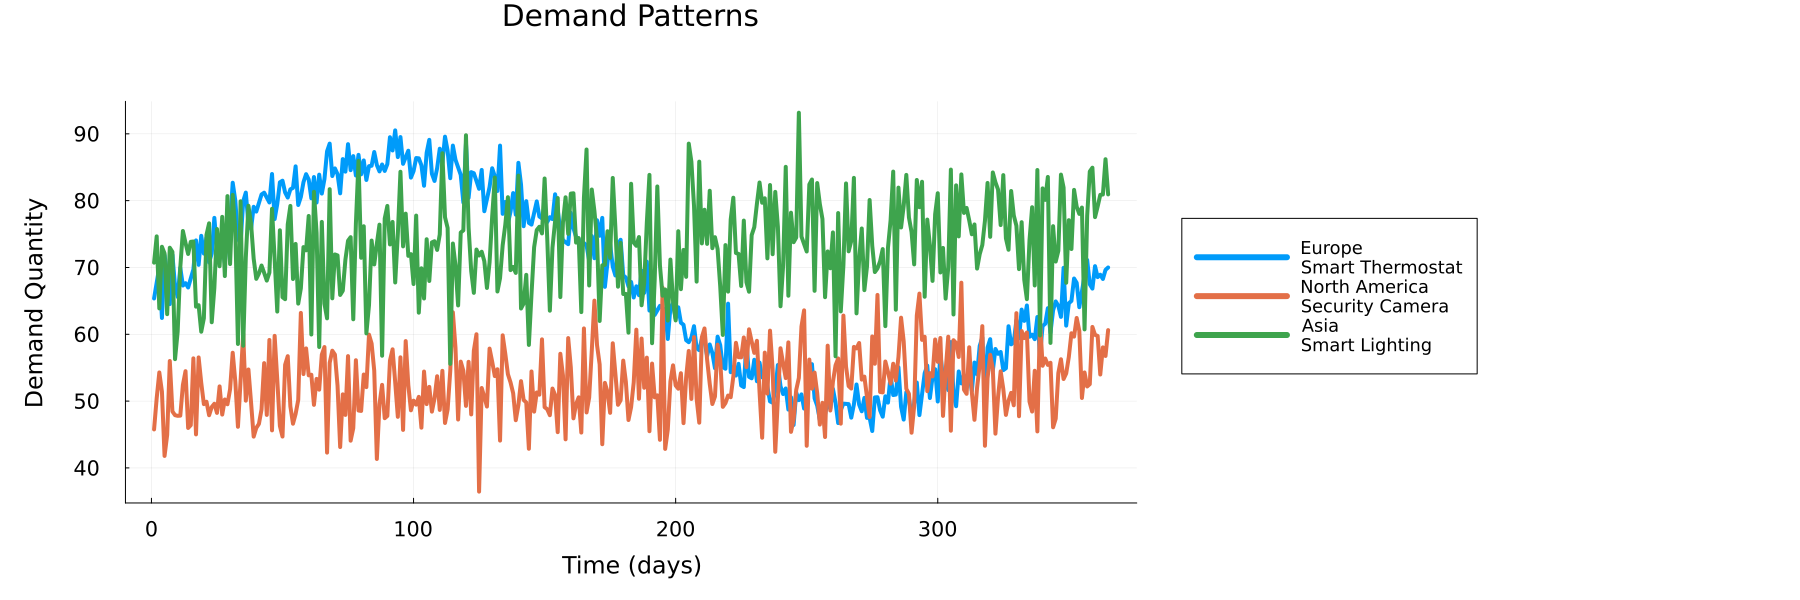 Demand Patterns
Demand Quantity
90
80
70
60
50
40
0
100
200
300
Time (days)
Europe
Smart Thermostat
North America
Security Camera
Asia
Smart Lighting